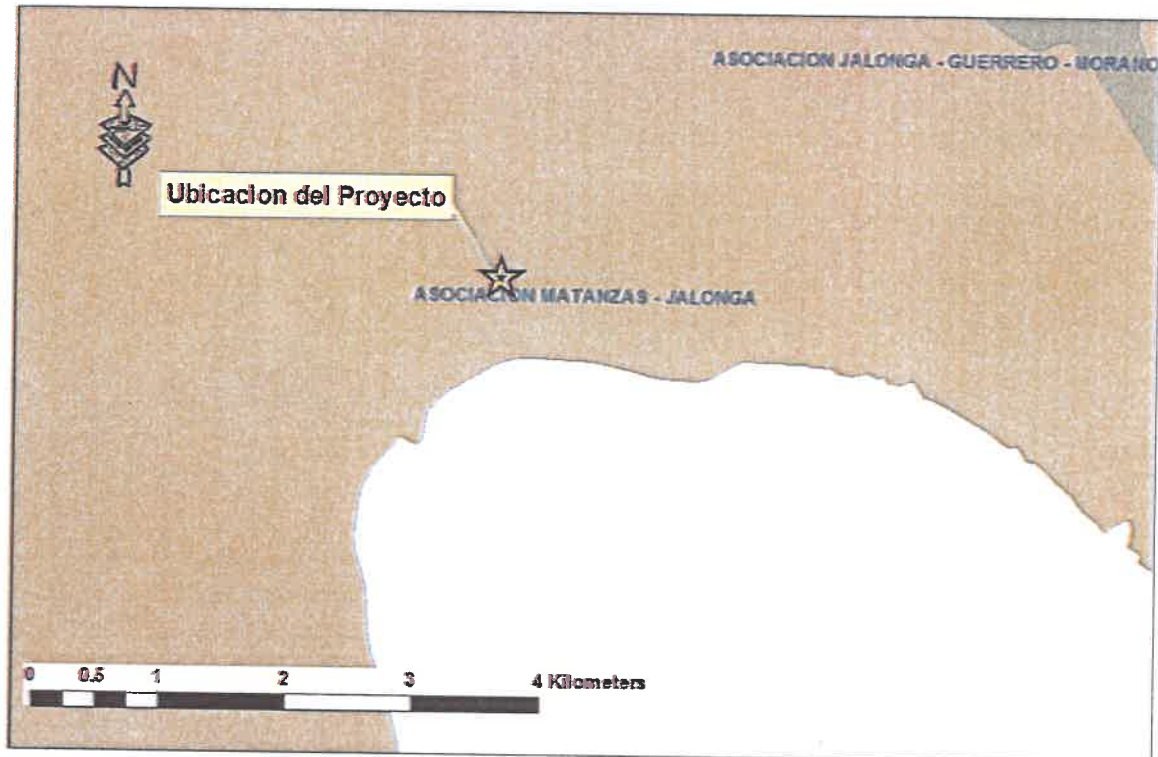 ASOCIACION JALONGA - GUERRERO - MORANO
N
Ubicacion del Proyecto
ASOCIACION MATANZAS - JALONGA
0 0.5 1 2 3 4 Kilometers